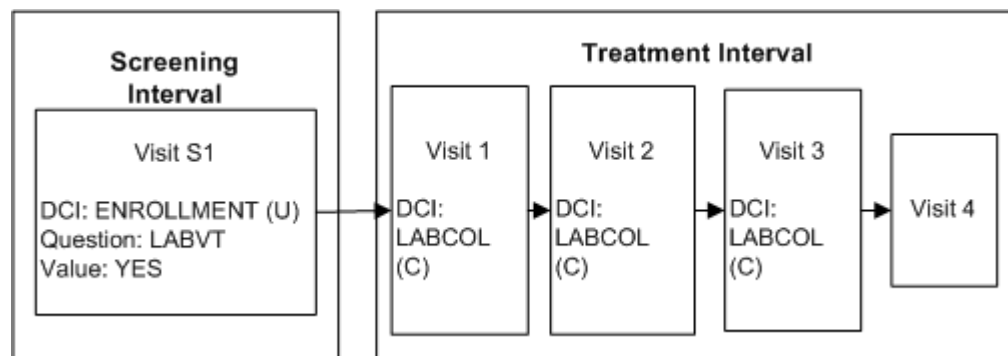 Screening
Interval
Visit S1
DCI: ENROLLMENT (U)
Question: LABVT
Value: YES
Treatment Interval
Visit 1
DCI:
LABCOL
(C)
Visit 2
DCI:
LABCOL
(C)
Visit 3
DCI:
LABCOL
(C)
Visit 4